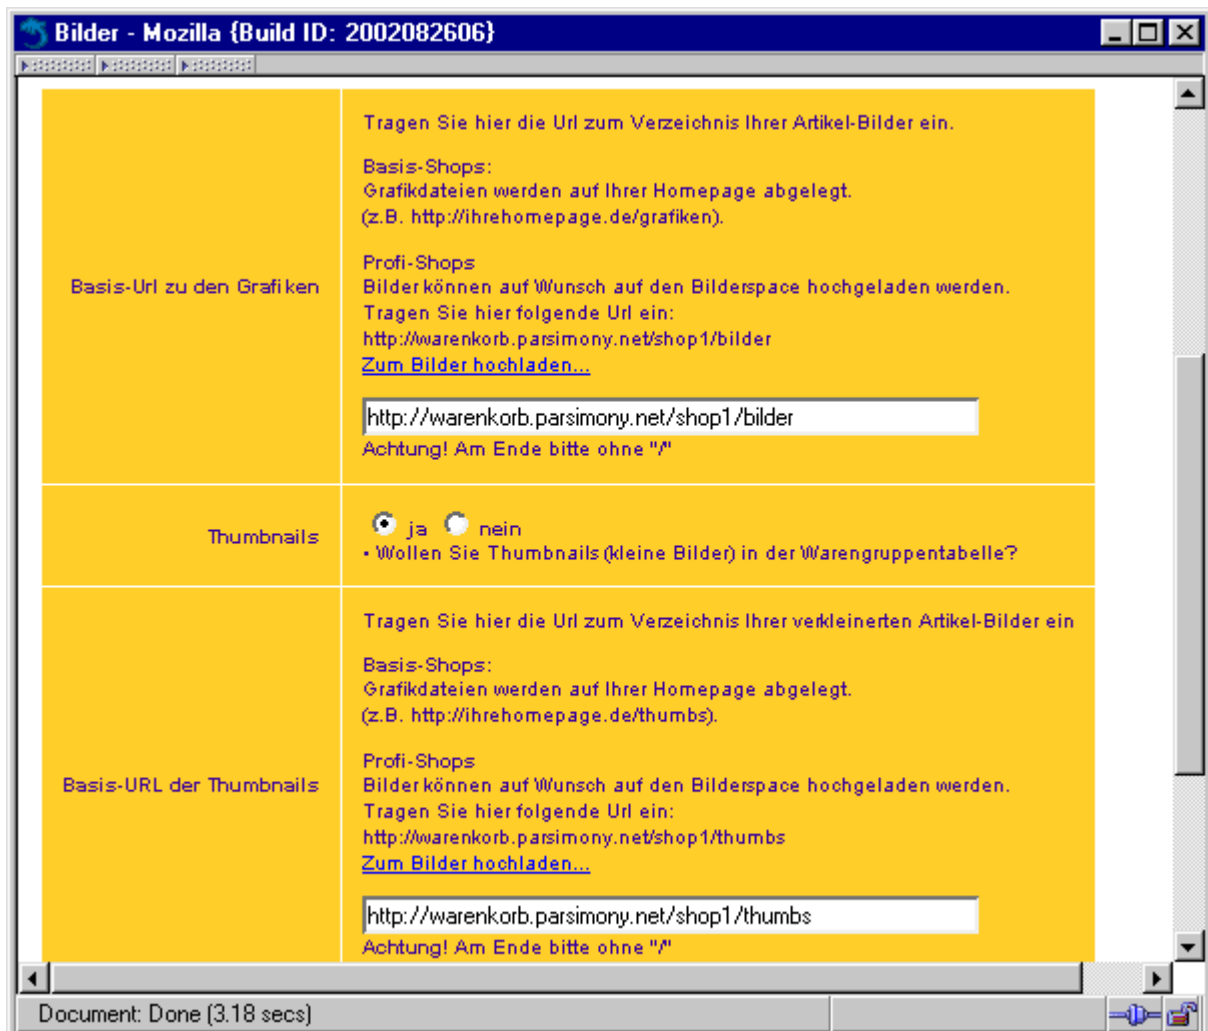 Bilder - Mozilla {Build ID: 2002082606}
Basis-Url zu den Grafiken
Tragen Sie hier die Url zum Verzeichnis Ihrer Artikel-Bilder ein.
Basis-Shops:
Grafikdateien werden auf Ihrer Homepage abgelegt.
(z.B. http://ihrehomepage.de/grafiken).
Profi-Shops
Bilder können auf Wunsch auf den Bilderspace hochgeladen werden.
Tragen Sie hier folgende Url ein:
http://warenkorb.parsimony.net/shop1/bilder
Zum Bilder hochladen...
http://warenkorb.parsimony.net/shop1/bilder
Achtung! Am Ende bitte ohne "/"
Thumbnails
ja nein
• Wollen Sie Thumbnails (kleine Bilder) in der Warengruppentabelle?
Basis-URL der Thumbnails
Tragen Sie hier die Url zum Verzeichnis Ihrer verkleinerten Artikel-Bilder ein
Basis-Shops:
Grafikdateien werden auf Ihrer Homepage abgelegt.
(z.B. http://ihrehomepage.de/thumbs).
Profi-Shops
Bilder können auf Wunsch auf den Bilderspace hochgeladen werden.
Tragen Sie hier folgende Url ein:
http://warenkorb.parsimony.net/shop1/thumbs
Zum Bilder hochladen...
http://warenkorb.parsimony.net/shop1/thumbs
Achtung! Am Ende bitte ohne "/"
Document: Done (3.18 secs)